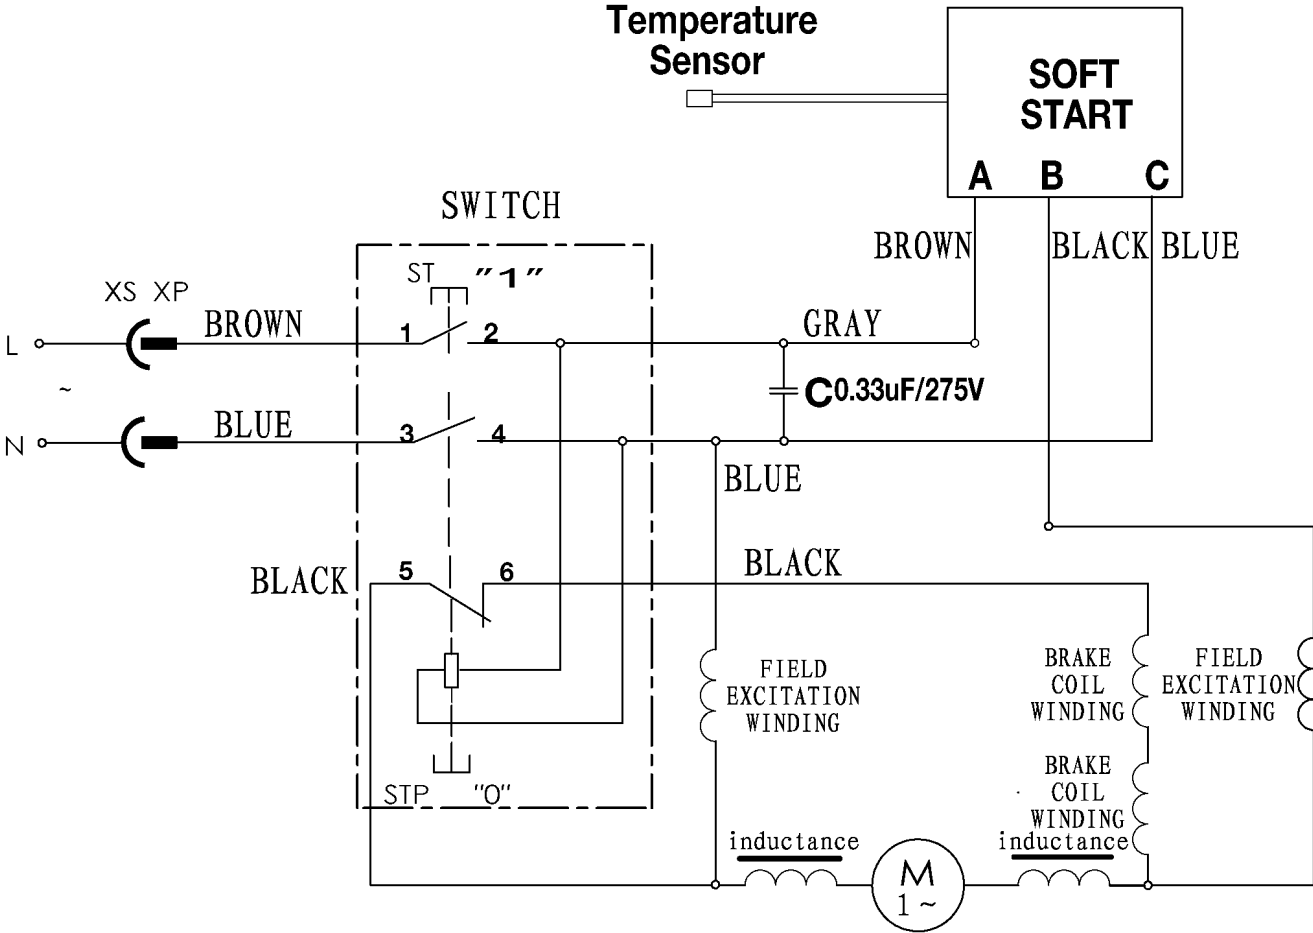 Temperature
Sensor
SOFT
START
A B C
SWITCH
BROWN BLACK BLUE
ST "1"
XS XP
BROWN
1 2
GRAY
L
~
C0.33uF/275V
BLUE
N
3 4
BLUE
BLACK
5 6
BLACK
FIELD
EXCITATION
WINDING
BRAKE
COIL
WINDING
FIELD
EXCITATION
WINDING
BRAKE
COIL
WINDING
STP "0"
inductance
inductance
M
1~